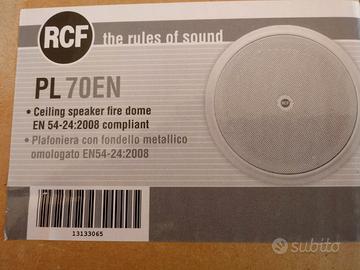 RCF the rules of sound
PL 70EN
• Ceiling speaker fire dome
EN 54-24:2008 compliant
• Plafoniera con fondello metallico
omologato EN54-24:2008
RCF
13133065
subito